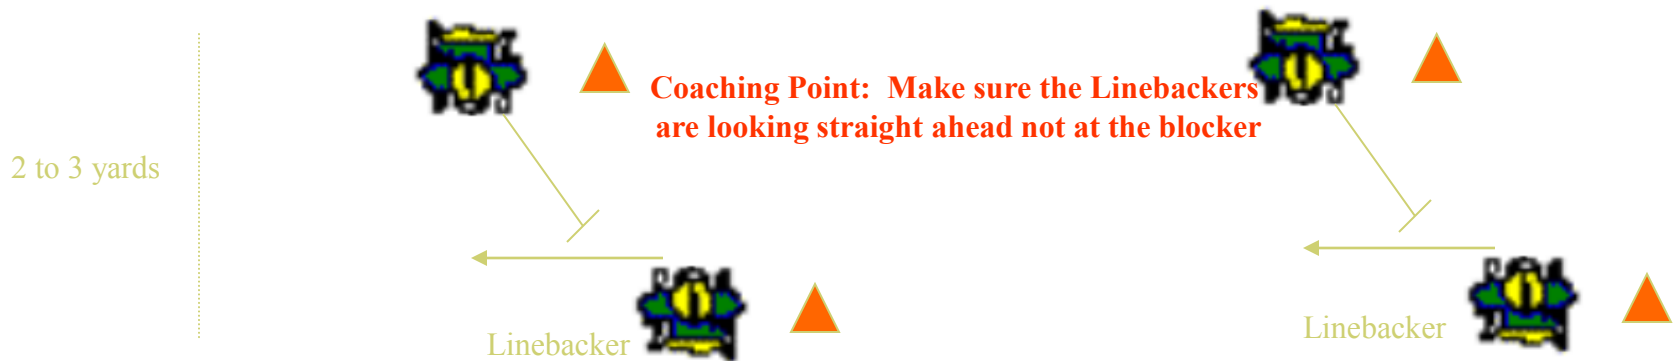 Coaching Point:  Make sure the Linebackers
are looking straight ahead not at the blocker
2 to 3 yards
Linebacker
Linebacker